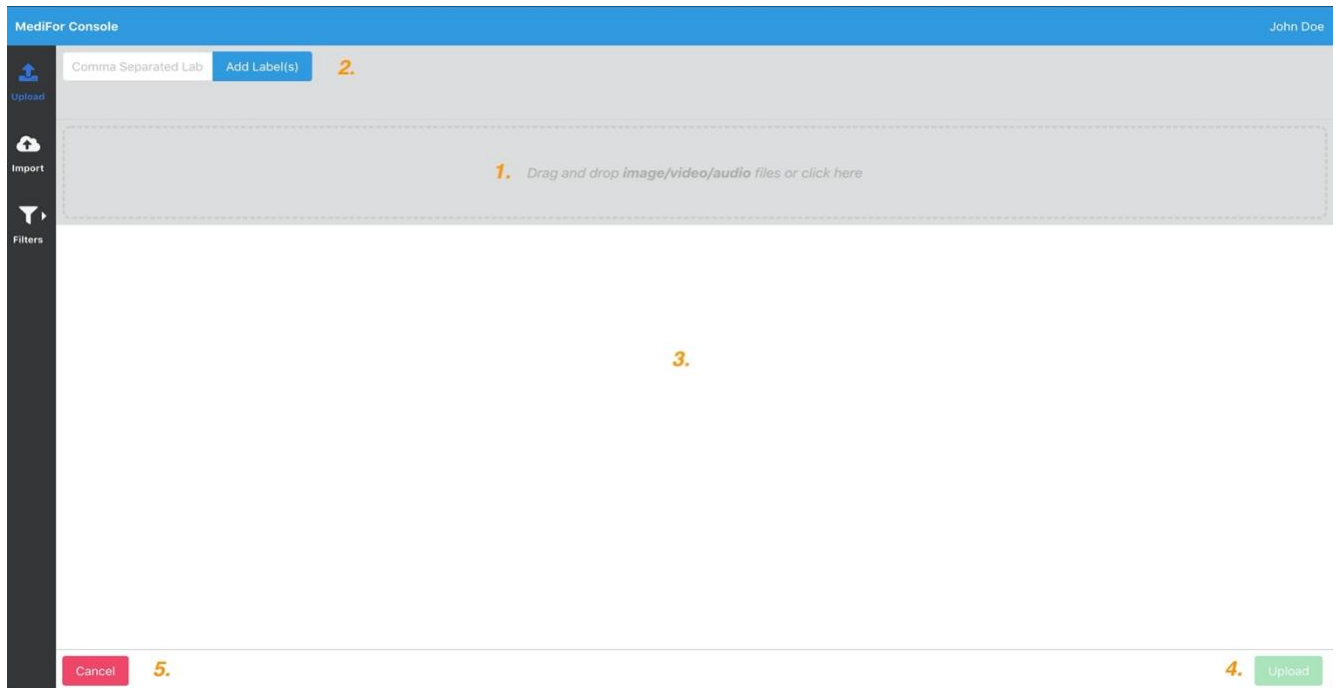 MediFor Console
John Doe
Upload
Import
Filters
Comma Separated Lab
Add Label(s)
2.
1. Drag and drop image/video/audio files or click here
3.
Cancel
5.
4.
Upload